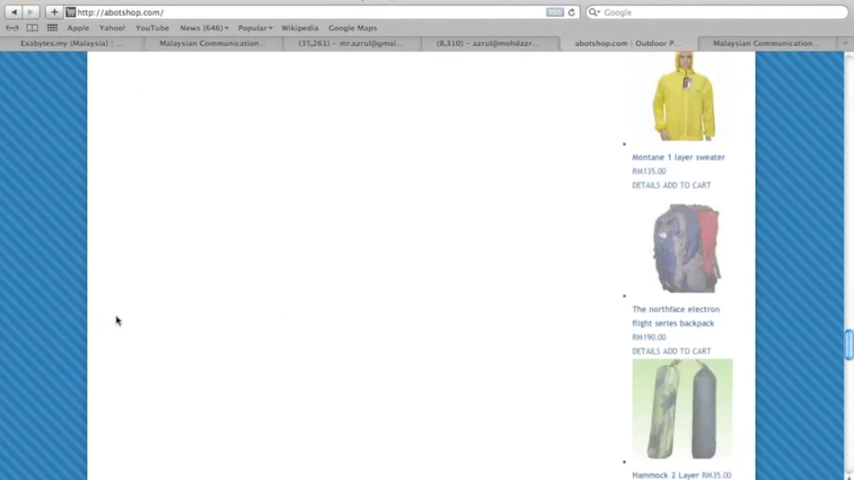 http://abotshop.com/
RSS
Google
Apple
Yahoo!
YouTube
News (646)
Popular
Wikipedia
Google Maps
Exabytes.my (Malaysia) : ...
Malaysian Communication...
(35,261) – mr.azrul@gmai...
(8,310) – azrul@mohdazr...
abotshop.com | Outdoor P...
Malaysian Communication...
Montane 1 layer sweater
RM135.00
DETAILS ADD TO CART
The northface electron
flight series backpack
RM190.00
DETAILS ADD TO CART
Hammock 2 Layer RM35.00